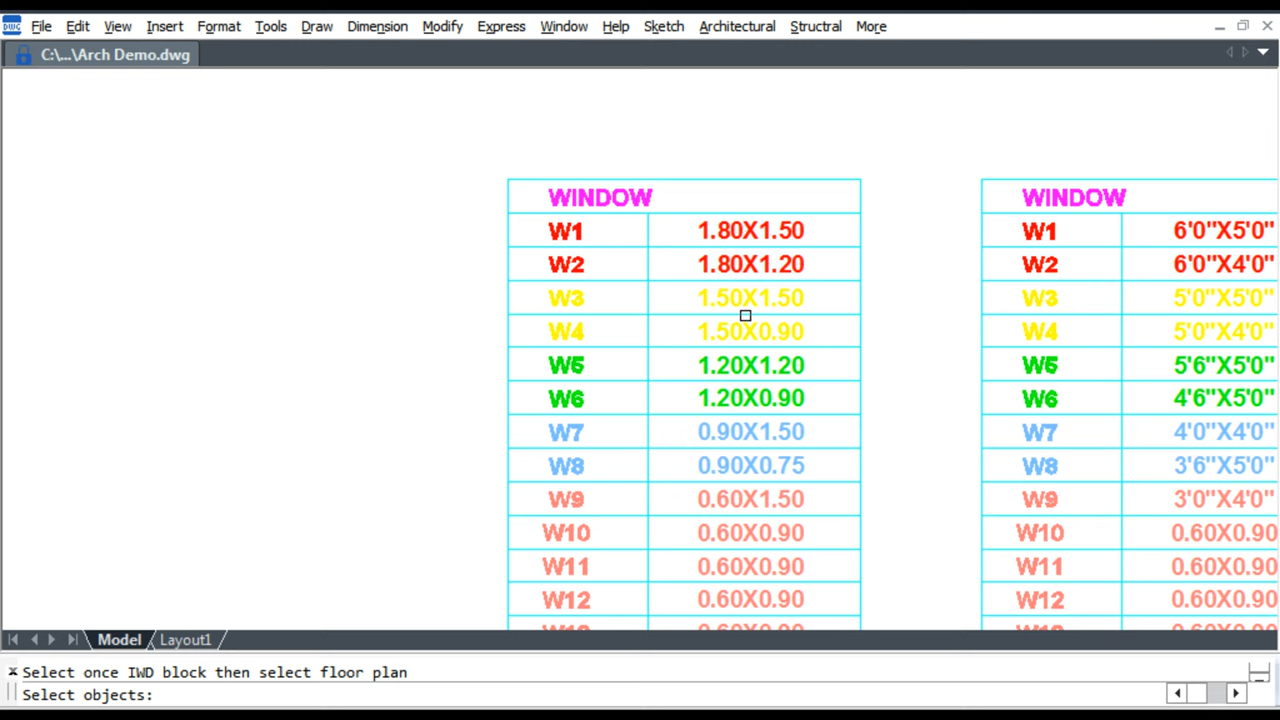 DWG File Edit View Insert Format Tools Draw Dimension Modify Express Window Help Sketch Architectural Structral More
C:\...\Arch Demo.dwg
WINDOW WINDOW
W1 1.80X1.50 W1 6'0"X5'0"
W2 1.80X1.20 W2 6'0"X4'0"
W3 1.50X1.50 W3 5'0"X5'0"
W4 1.50X0.90 W4 5'0"X4'0"
W5 1.20X1.20 W5 5'6"X5'0"
W6 1.20X0.90 W6 4'6"X5'0"
W7 0.90X1.50 W7 4'0"X4'0"
W8 0.90X0.75 W8 3'6"X5'0"
W9 0.60X1.50 W9 3'0"X4'0"
W10 0.60X0.90 W10 0.60X0.90
W11 0.60X0.90 W11 0.60X0.90
W12 0.60X0.90 W12 0.60X0.90
Model Layout1
Select once IWD block then select floor plan
Select objects: